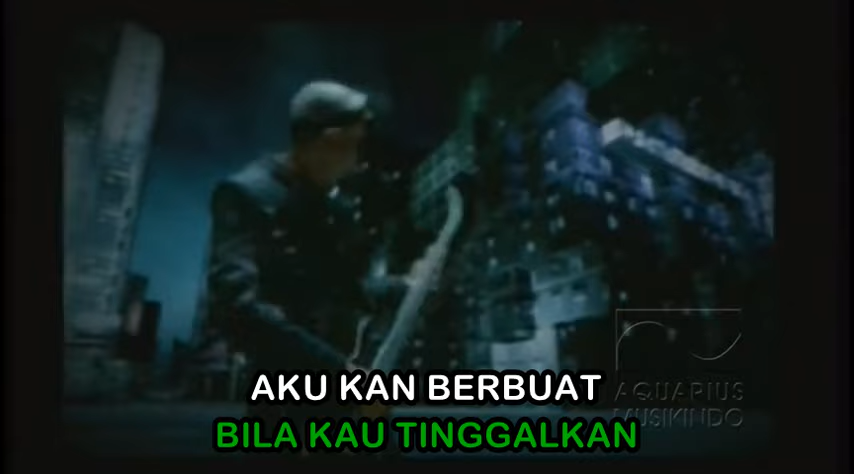 AKU KAN BERBUAT
AQUARIUS
MUSIKINDO
BILA KAU TINGGALKAN